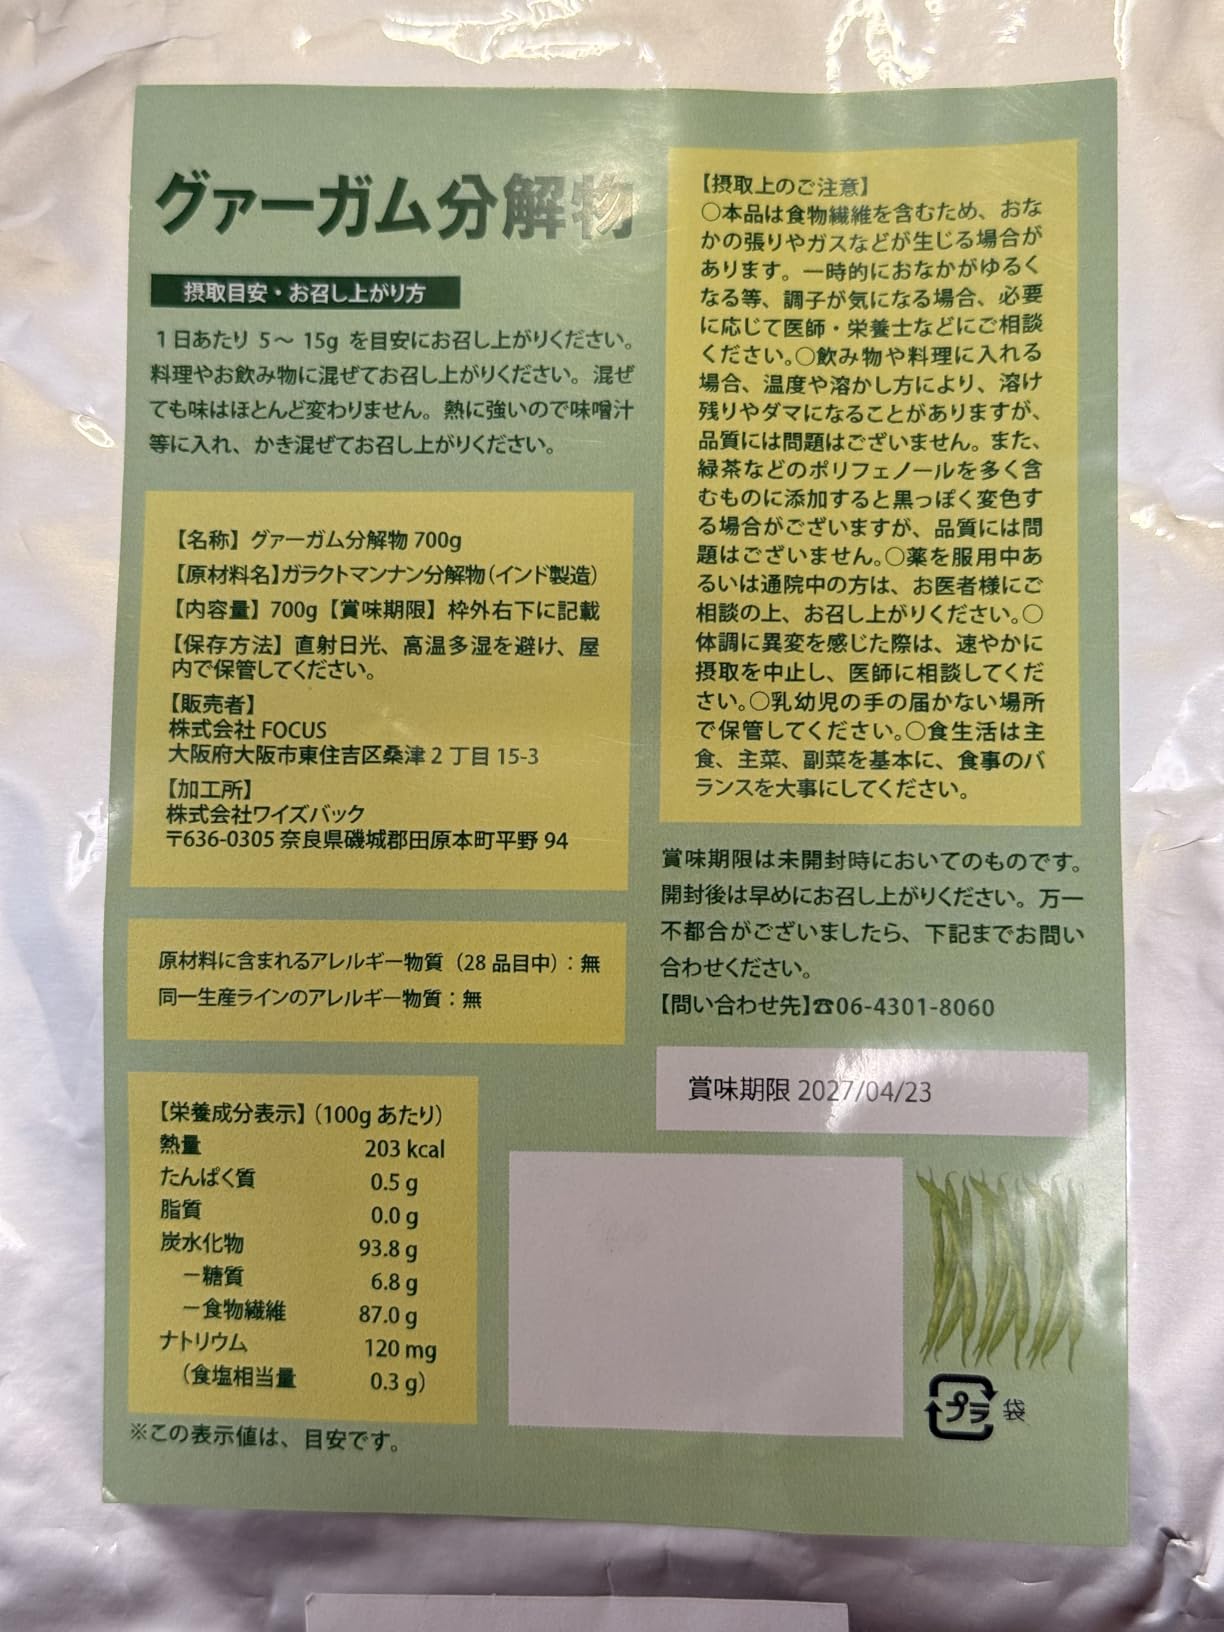 グァーガム分解物
摂取目安・お召し上がり方
1日あたり 5〜 15g を目安にお召し上がりください。
料理やお飲み物に混ぜてお召し上がりください。混ぜ
ても味はほとんど変わりません。熱に強いので味噌汁
等に入れ、かき混ぜてお召し上がりください。
【名称】グァーガム分解物 700g
【原材料名】ガラクトマンナン分解物(インド製造)
【内容量】700g【賞味期限】枠外右下に記載
【保存方法】直射日光、高温多湿を避け、屋
内で保管してください。
【販売者】
株式会社 FOCUS
大阪府大阪市東住吉区桑津 2 丁目 15-3
【加工所】
株式会社ワイズパック
〒636-0305 奈良県磯城郡田原本町平野 94
原材料に含まれるアレルギー物質(28 品目中):無
同一生産ラインのアレルギー物質:無
【栄養成分表示】(100g あたり)
熱量 203 kcal
たんぱく質 0.5 g
脂質 0.0 g
炭水化物 93.8 g
－糖質 6.8 g
－食物繊維 87.0 g
ナトリウム 120 mg
(食塩相当量 0.3 g)
※この表示値は、目安です。
【摂取上のご注意】
○本品は食物繊維を含むため、おな
かの張りやガスなどが生じる場合が
あります。一時的におなかがゆるく
なる等、調子が気になる場合、必要
に応じて医師・栄養士などにご相談
ください。○飲み物や料理に入れる
場合、温度や溶かし方により、溶け
残りやダマになることがありますが、
品質には問題はございません。また、
緑茶などのポリフェノールを多く含
むものに添加すると黒っぽく変色す
る場合がございますが、品質には問
題はございません。○薬を服用中あ
るいは通院中の方は、お医者様にご
相談の上、お召し上がりください。○
体調に異変を感じた際は、速やかに
摂取を中止し、医師に相談してくだ
さい。○乳幼児の手の届かない場所
で保管してください。○食生活は主
食、主菜、副菜を基本に、食事のバ
ランスを大事にしてください。
賞味期限は未開封時においてのものです。
開封後は早めにお召し上がりください。万一
不都合がございましたら、下記までお問い
合わせください。
【問い合わせ先】☎06-4301-8060
賞味期限 2027/04/23
プラ 袋